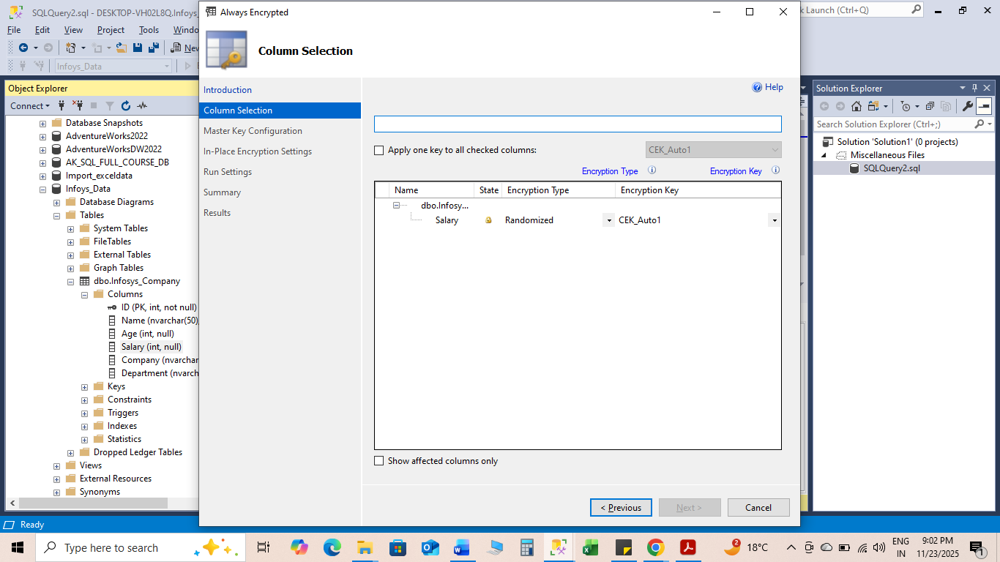 SQLQuery2.sql - DESKTOP-VH02L8Q.Infoys_
Always Encrypted
k Launch (Ctrl+Q)
File Edit View Project Tools Windo
New
Infoys_Data
Column Selection
Object Explorer
Connect
Database Snapshots
AdventureWorks2022
AdventureWorksDW2022
AK_SQL_FULL_COURSE_DB
Import_exceldata
Infoys_Data
Database Diagrams
Tables
System Tables
FileTables
External Tables
Graph Tables
dbo.Infosys_Company
Columns
ID (PK, int, not null)
Name (nvarchar(50)
Age (int, null)
Salary (int, null)
Company (nvarchar
Department (nvarch
Keys
Constraints
Triggers
Indexes
Statistics
Dropped Ledger Tables
Views
External Resources
Synonyms
Introduction
Column Selection
Master Key Configuration
In-Place Encryption Settings
Run Settings
Summary
Results
Help
Apply one key to all checked columns:
CEK_Auto1
Encryption Type
Encryption Key
Name State Encryption Type Encryption Key
dbo.Infosy...
Salary Randomized CEK_Auto1
Show affected columns only
< Previous
Next >
Cancel
Solution Explorer
Search Solution Explorer (Ctrl+;)
Solution 'Solution1' (0 projects)
Miscellaneous Files
SQLQuery2.sql
Ready
Type here to search
18°C
ENG
IN
9:02 PM
11/23/2025
1